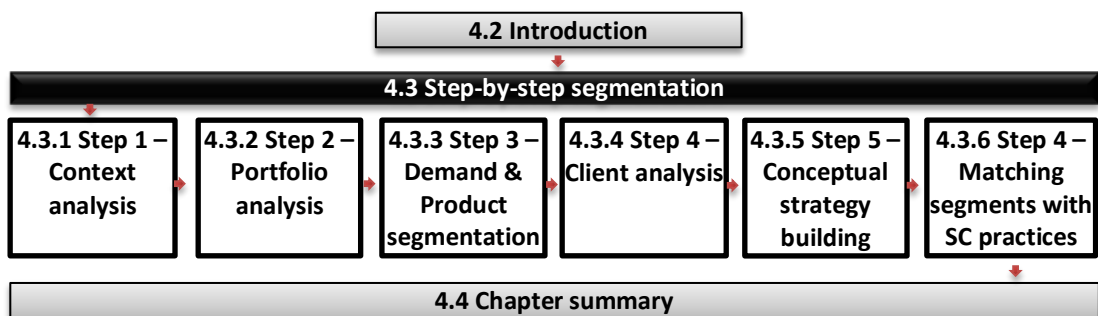 4.2 Introduction
4.3 Step-by-step segmentation
4.3.1 Step 1 –
Context
analysis
4.3.2 Step 2 –
Portfolio
analysis
4.3.3 Step 3 –
Demand &
Product
segmentation
4.3.4 Step 4 –
Client analysis
4.3.5 Step 5 –
Conceptual
strategy
building
4.3.6 Step 4 –
Matching
segments with
SC practices
4.4 Chapter summary